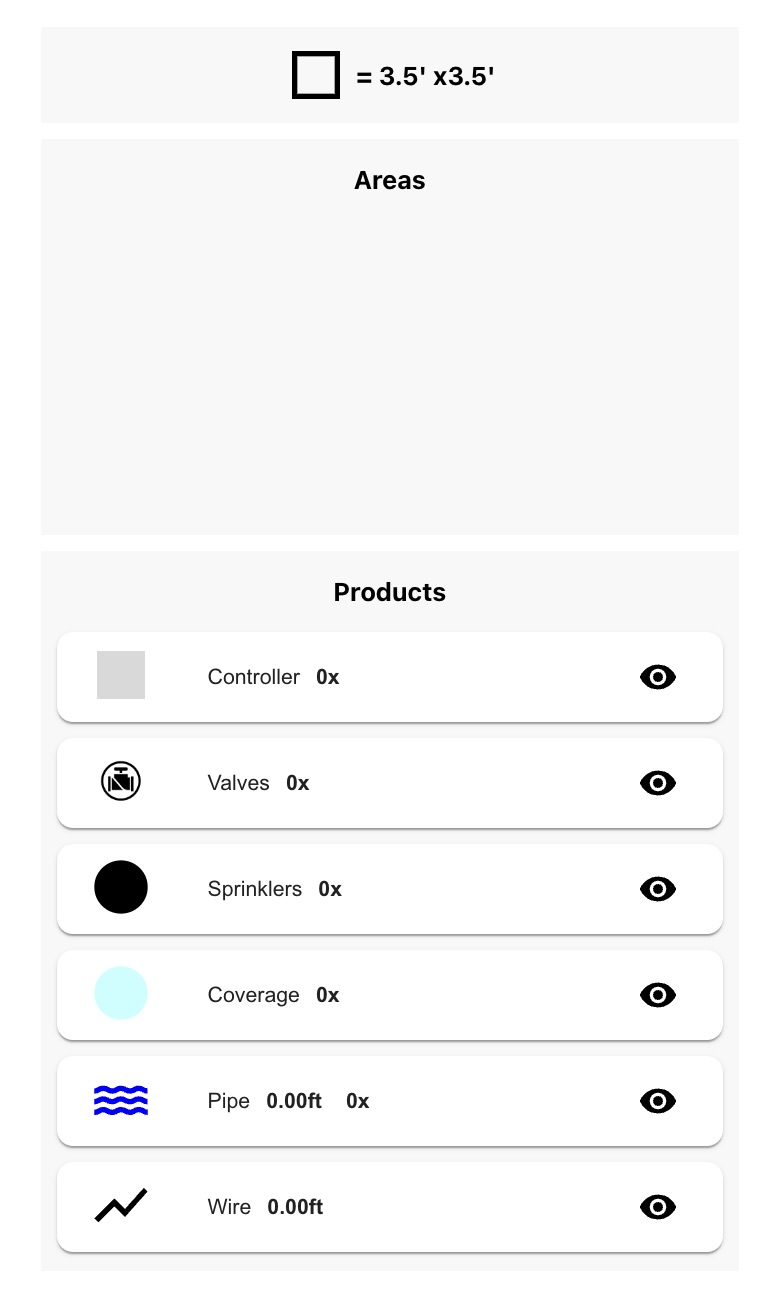 = 3.5' x3.5'
Areas
Products
Controller 0x
Valves 0x
Sprinklers 0x
Coverage 0x
Pipe 0.00ft 0x
Wire 0.00ft